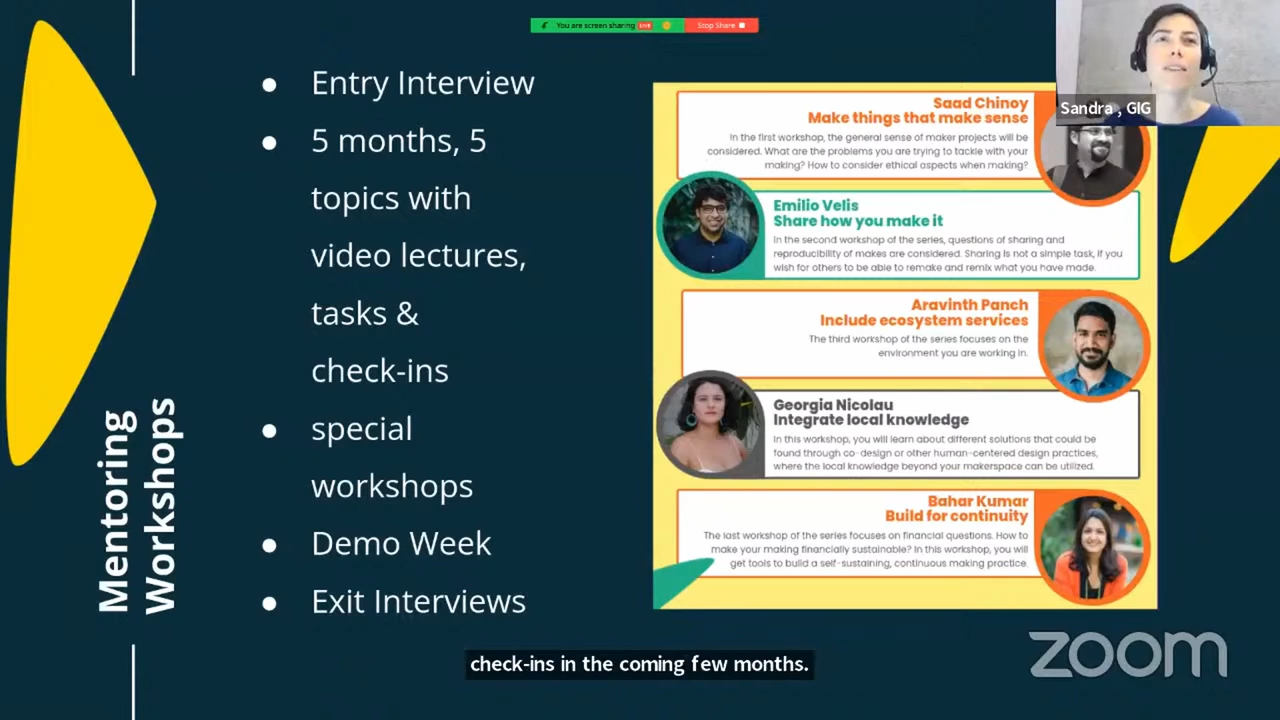 You are screen sharing LIVE Stop Share
Sandra , GIG
Mentoring
Workshops
● Entry Interview
● 5 months, 5
topics with
video lectures,
tasks &
check-ins
● special
workshops
● Demo Week
● Exit Interviews
Saad Chinoy
Make things that make sense
In the first workshop, the general sense of maker projects will be
considered. What are the problems you are trying to tackle with your
making? How to consider ethical aspects when making?
Emilio Velis
Share how you make it
In the second workshop of the series, questions of sharing and
reproducibility of makes are considered. Sharing is not a simple task, if you
wish for others to be able to remake and remix what you have made.
Aravinth Panch
Include ecosystem services
The third workshop of the series focuses on the
environment you are working in.
Georgia Nicolau
Integrate local knowledge
In this workshop, you will learn about different solutions that could be
found through co-design or other human-centered design practices,
where the local knowledge beyond your makerspace can be utilized.
Bahar Kumar
Build for continuity
The last workshop of the series focuses on financial questions. How to
make your making financially sustainable? In this workshop, you will
get tools to build a self-sustaining, continuous making practice.
check-ins in the coming few months.
zoom